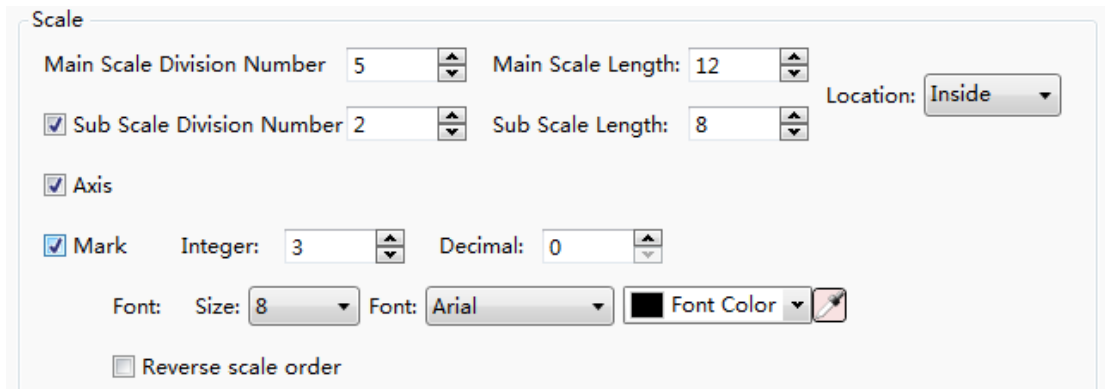 Scale
Main Scale Division Number 5 Main Scale Length: 12
Location: Inside
Sub Scale Division Number 2 Sub Scale Length: 8
Axis
Mark Integer: 3 Decimal: 0
Font: Size: 8 Font: Arial Font Color
Reverse scale order